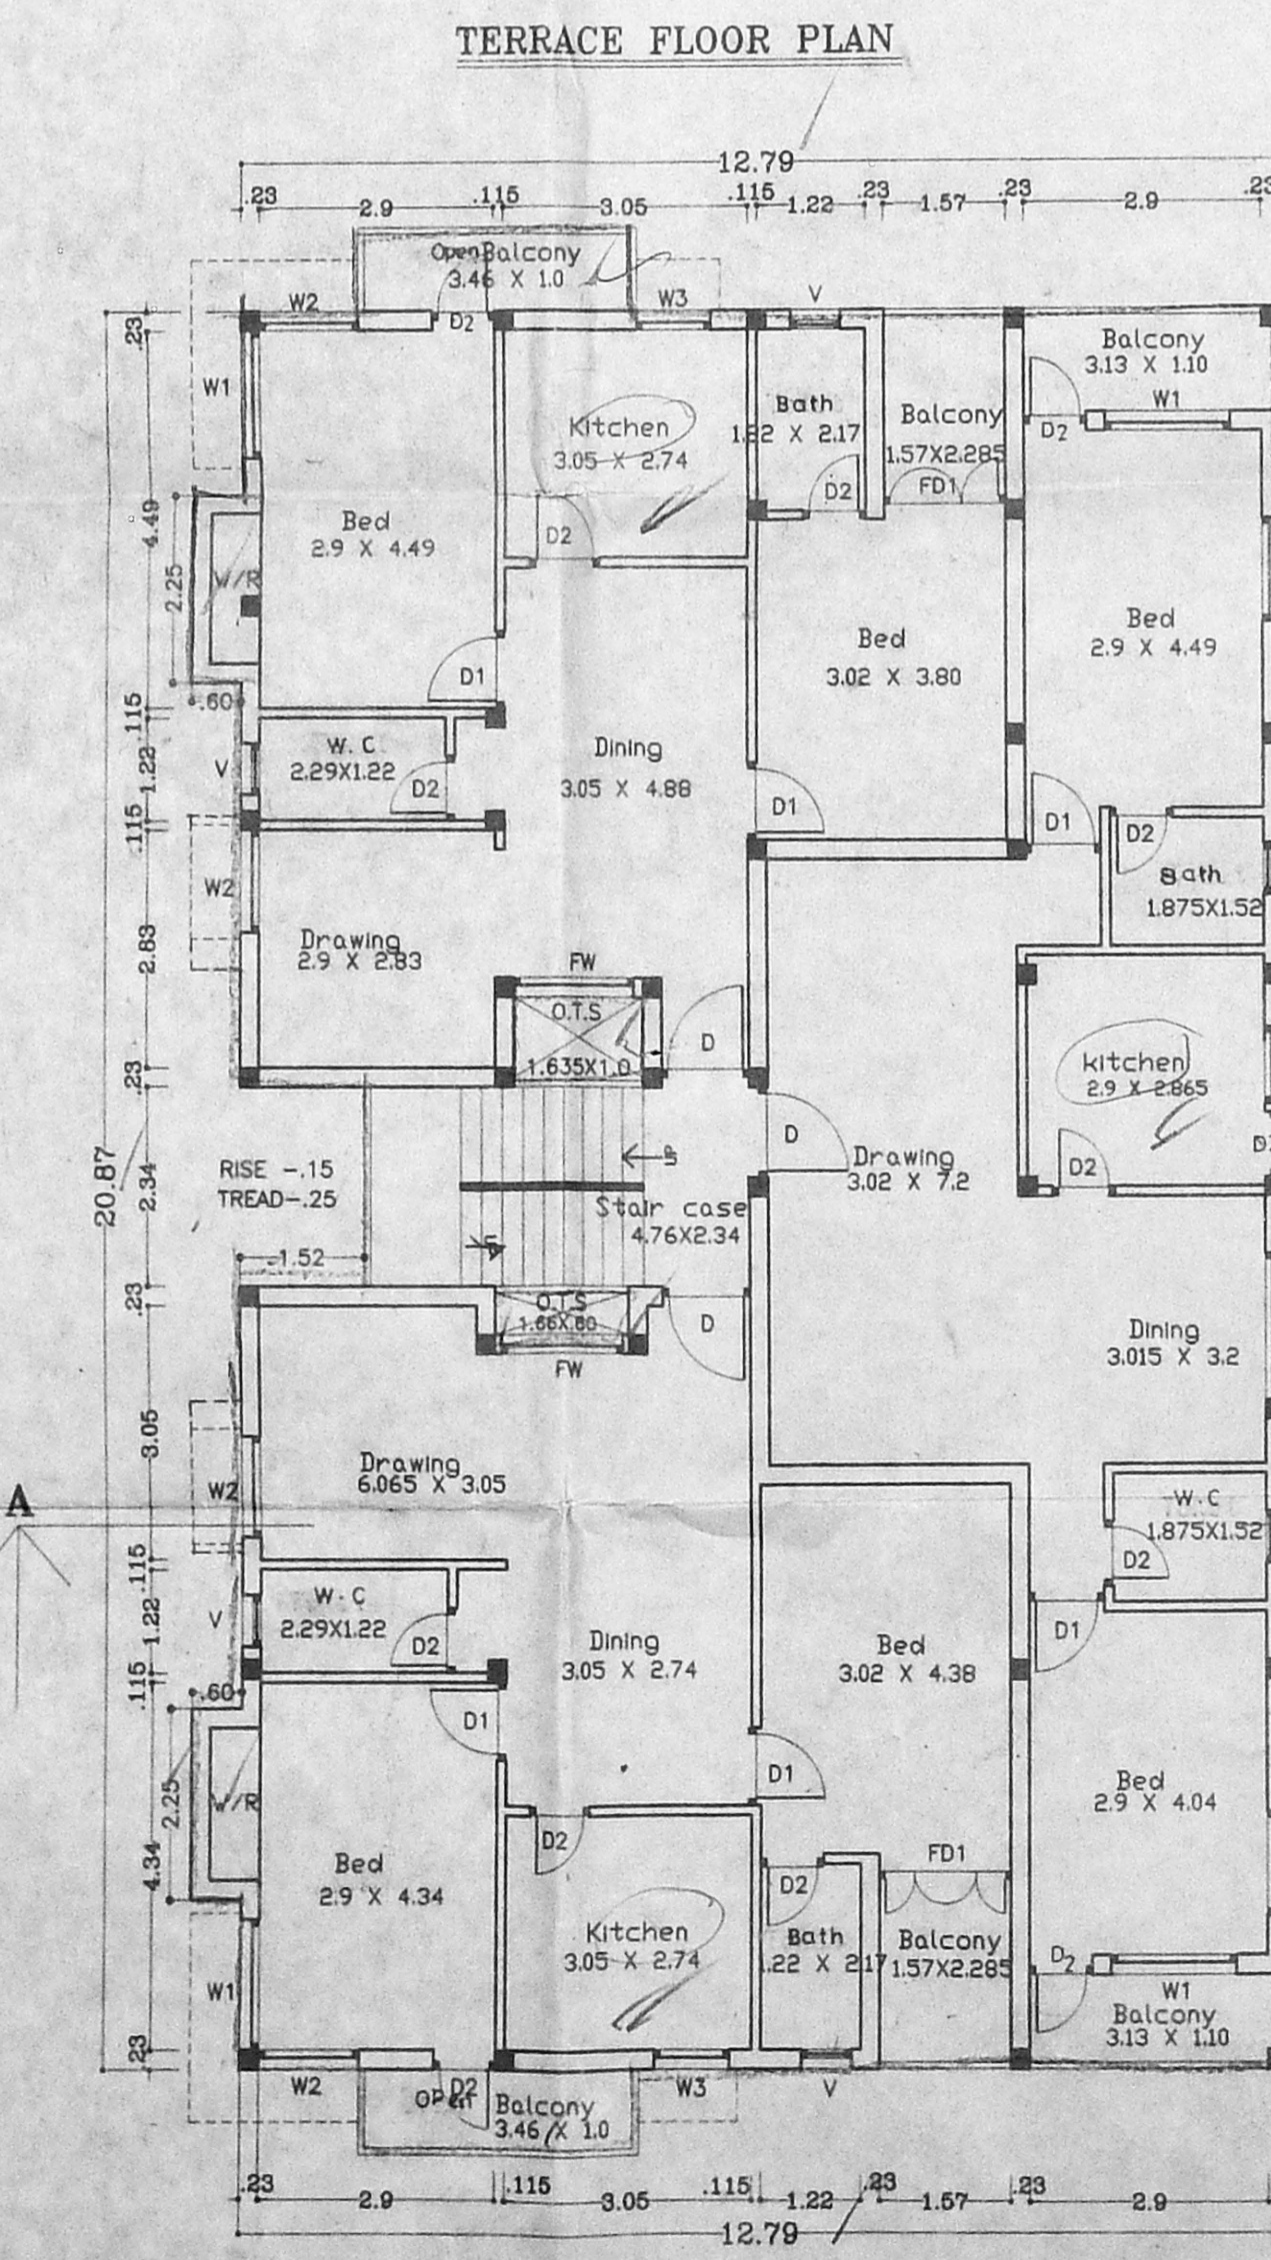 TERRACE FLOOR PLAN
12.79
.23 2.9 .115 3.05 .115 1.22 .23 1.57 .23 2.9 .23
Open Balcony
3.46 X 1.0
W2
D2
W3
V
Balcony
3.13 X 1.10
W1
D2
.23
W1
Kitchen
3.05 X 2.74
Bath
X 2.17
Balcony
1.57X2.285
D2
FD1
4.49
Bed
2.9 X 4.49
D2
2.25
W/R
Bed
3.02 X 3.80
Bed
2.9 X 4.49
D1
.60
.115
W.C
2.29X1.22
V
D2
1.22
Dining
3.05 X 4.88
D1
D1
D2
.115
W2
Bath
1.875X1.52
Drawing
2.9 X 2.83
2.83
FW
O.T.S
1.635X1.0
D
.23
kitchen
2.9 X 2.865
D2
D
Drawing
3.02 X 7.2
20.87
2.34
RISE -.15
TREAD-.25
UP
Stair case
4.76X2.34
1.52
.23
O.T.S
1.66X.60
FW
D
Dining
3.015 X 3.2
3.05
Drawing
6.065 X 3.05
W2
A
W.C
1.875X1.52
D2
.115
W.C
2.29X1.22
V
D2
1.22
Dining
3.05 X 2.74
Bed
3.02 X 4.38
D1
.115
.60
D1
D1
2.25
W/R
Bed
2.9 X 4.04
4.34
D2
Bed
2.9 X 4.34
FD1
D2
Kitchen
3.05 X 2.74
Bath
1.22 X 2.17
Balcony
1.57X2.285
D2
W1
W1
Balcony
3.13 X 1.10
.23
W2
D2
OPEN
Balcony
3.46 X 1.0
W3
V
.23 2.9 .115 3.05 .115 1.22 .23 1.57 .23 2.9
12.79